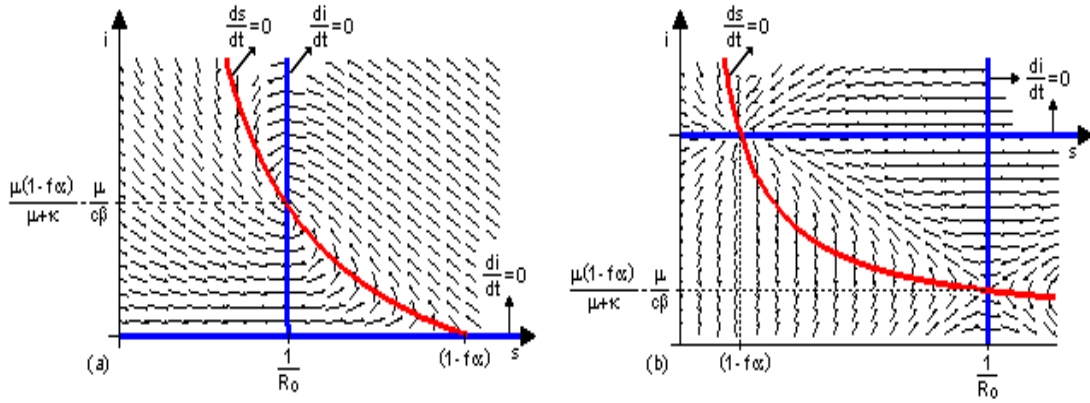 i
ds/dt=0
di/dt=0
μ(1-fα)/μ+κ - μ/cβ
di/dt=0
s
(a)
1/R₀
(1-fα)
i
ds/dt=0
di/dt=0
s
μ(1-fα)/μ+κ - μ/cβ
(b)
(1-fα)
1/R₀